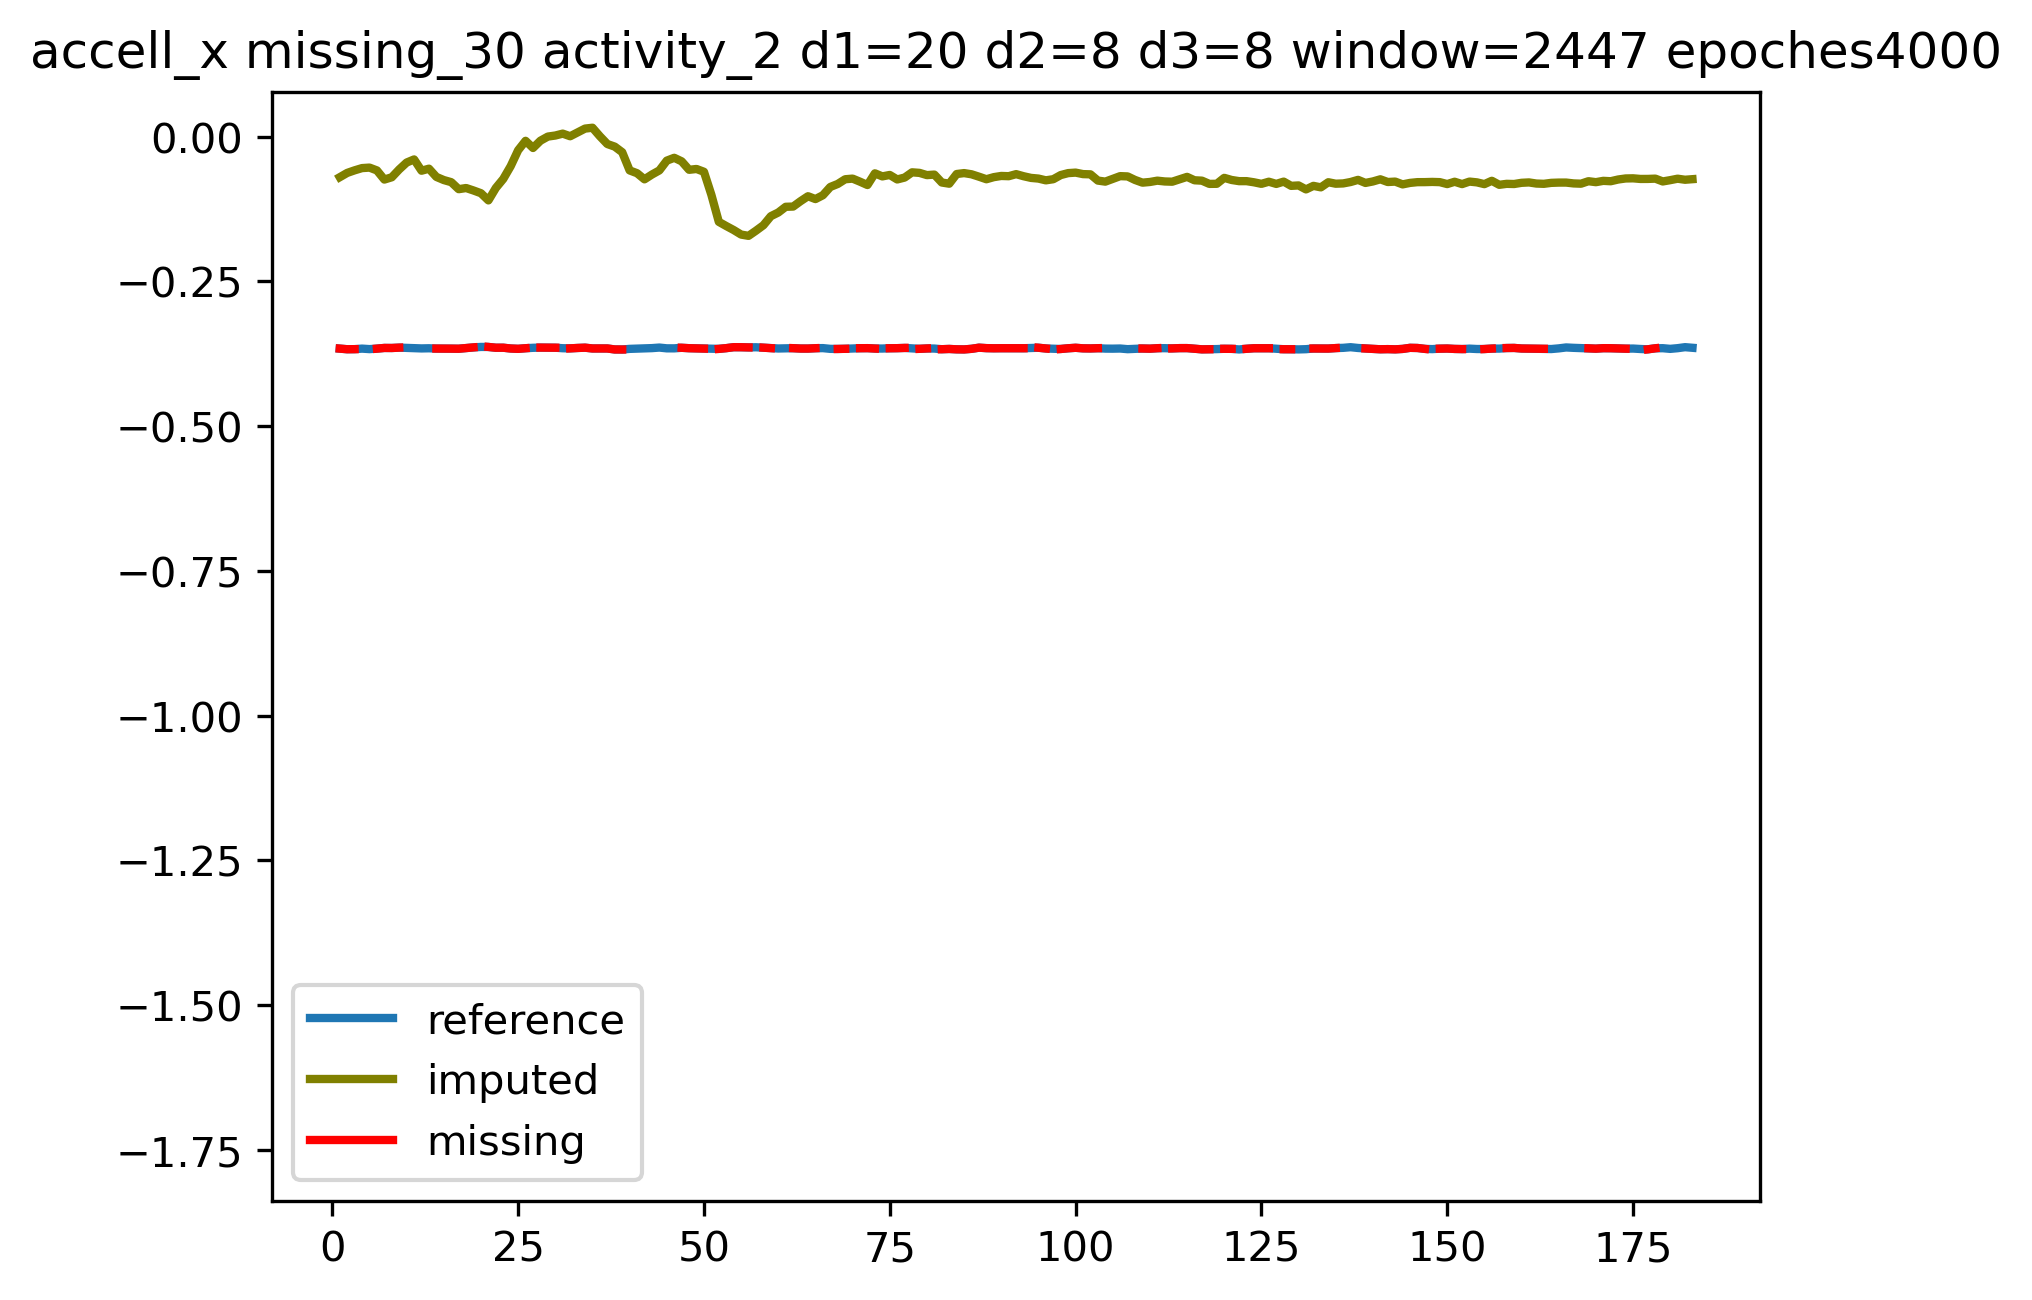 accell_x missing_30 activity_2 d1=20 d2=8 d3=8 window=2447 epoches4000
0.00
−0.25
−0.50
−0.75
−1.00
−1.25
−1.50
−1.75
reference
imputed
missing
0 25 50 75 100 125 150 175